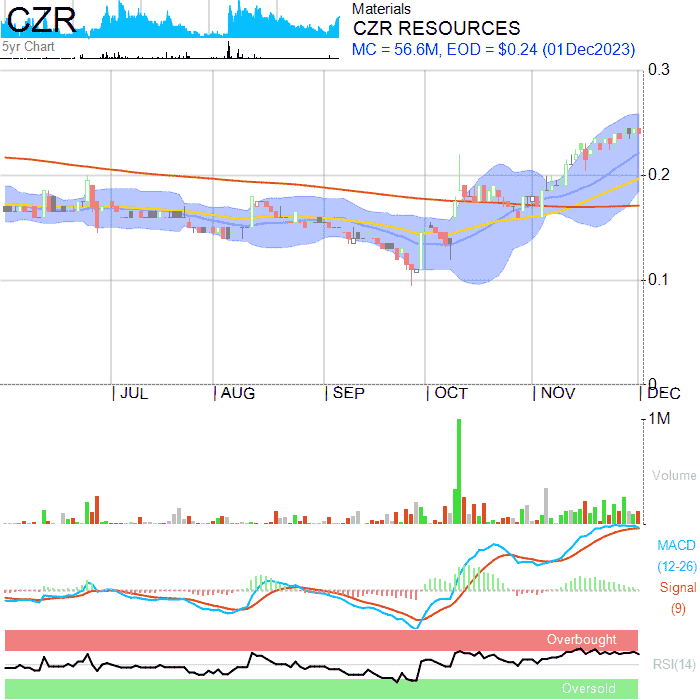 CZR
5yr Chart
Materials
CZR RESOURCES
MC = 56.6M, EOD = $0.24 (01Dec2023)
0.3
0.2
0.1
0
| JUL | AUG | SEP | OCT | NOV | DEC
1M
Volume
MACD
(12-26)
Signal
(9)
Overbought
RSI(14)
Oversold